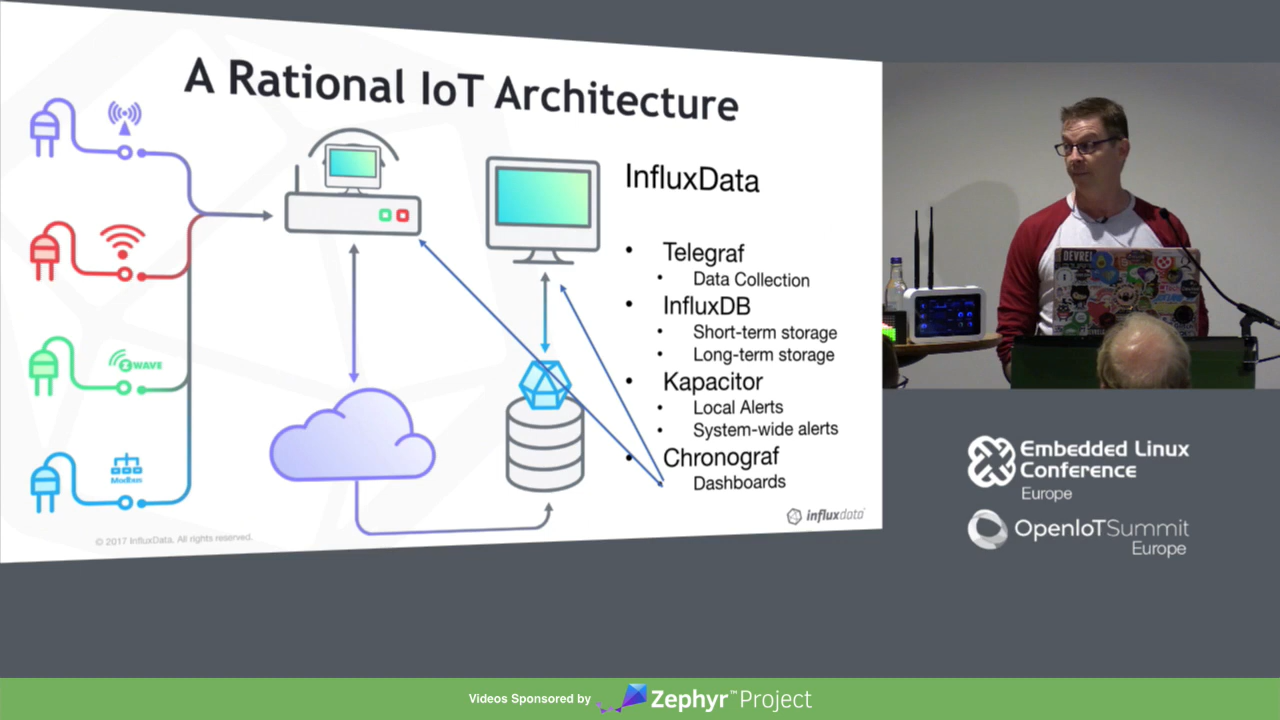 A Rational IoT Architecture
InfluxData
Telegraf
Data Collection
InfluxDB
Short-term storage
Long-term storage
Kapacitor
Local Alerts
System-wide alerts
Chronograf
Dashboards
Z WAVE
Modbus
© 2017 InfluxData. All rights reserved.
influxdata
DEVREL
Embedded Linux
Conference
Europe
OpenIoTSummit
Europe
Videos Sponsored by Zephyr™Project